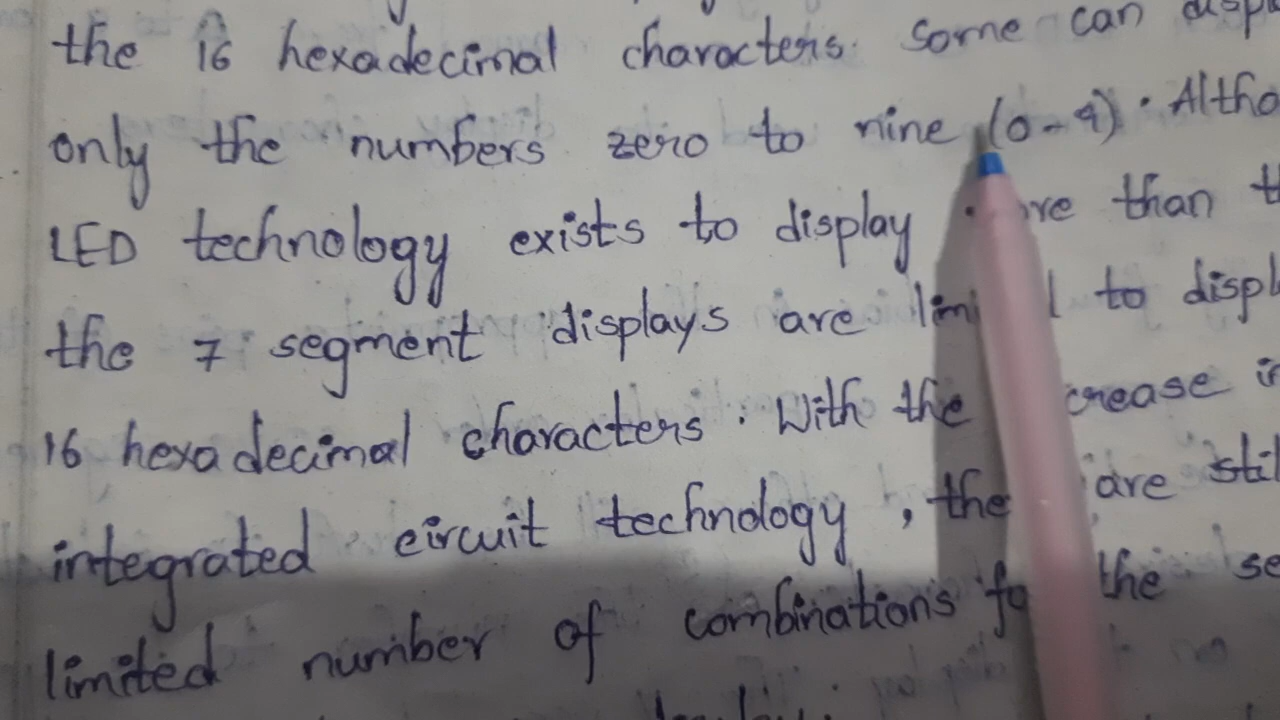 the 16 hexadecimal characters. Some can
only the numbers zero to nine (0-9). Altho
LED technology exists to display than
the 7 segment displays are to displ
16 hexadecimal characters. With the
integrated circuit technology, are
limited number of combinations the